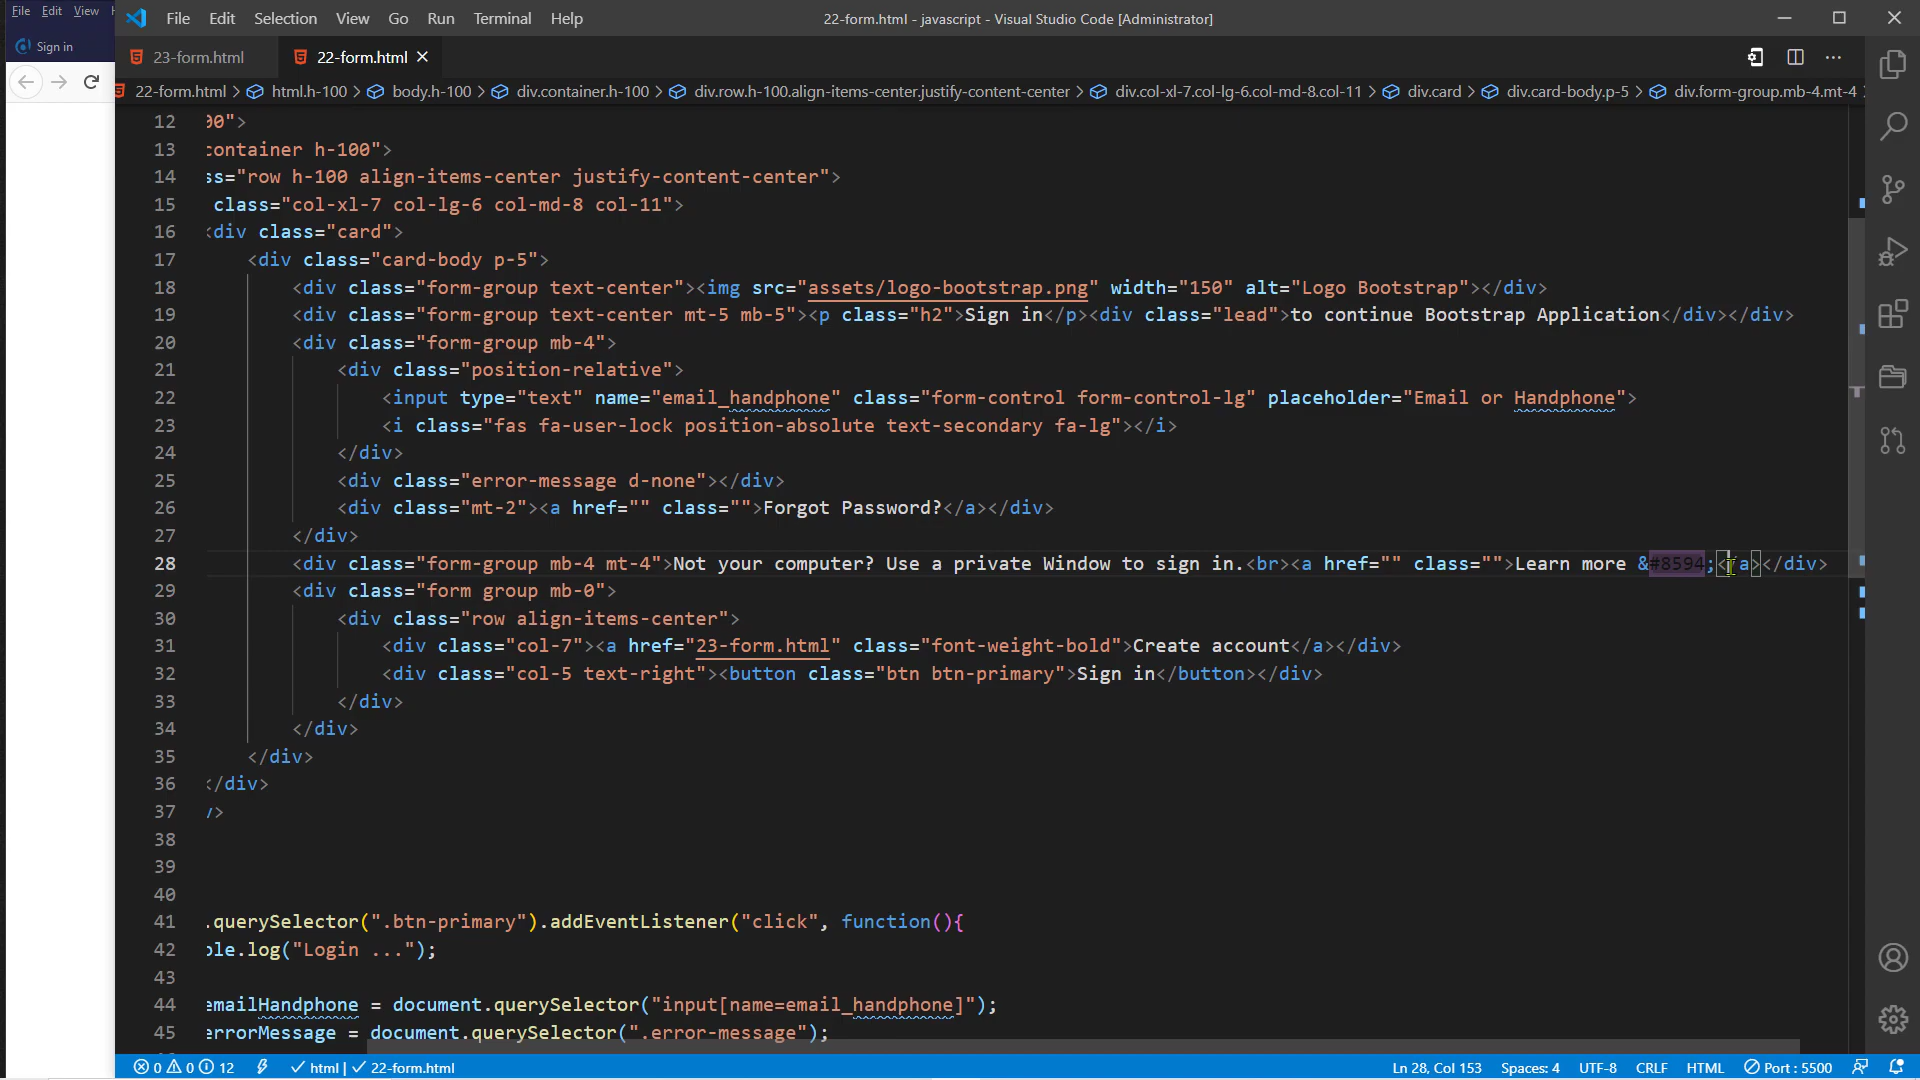 File Edit View
Sign in
File Edit Selection View Go Run Terminal Help
22-form.html - javascript - Visual Studio Code [Administrator]
23-form.html
22-form.html
22-form.html > html.h-100 > body.h-100 > div.container.h-100 > div.row.h-100.align-items-center.justify-content-center > div.col-xl-7.col-lg-6.col-md-8.col-11 > div.card > div.card-body.p-5 > div.form-group.mb-4.mt-4
12 00">
13 container h-100">
14 ss="row h-100 align-items-center justify-content-center">
15 class="col-xl-7 col-lg-6 col-md-8 col-11">
16 <div class="card">
17 <div class="card-body p-5">
18 <div class="form-group text-center"><img src="assets/logo-bootstrap.png" width="150" alt="Logo Bootstrap"></div>
19 <div class="form-group text-center mt-5 mb-5"><p class="h2">Sign in</p><div class="lead">to continue Bootstrap Application</div></div>
20 <div class="form-group mb-4">
21 <div class="position-relative">
22 <input type="text" name="email_handphone" class="form-control form-control-lg" placeholder="Email or Handphone">
23 <i class="fas fa-user-lock position-absolute text-secondary fa-lg"></i>
24 </div>
25 <div class="error-message d-none"></div>
26 <div class="mt-2"><a href="" class="">Forgot Password?</a></div>
27 </div>
28 <div class="form-group mb-4 mt-4">Not your computer? Use a private Window to sign in.<br><a href="" class="">Learn more &#8594;</a></div>
29 <div class="form group mb-0">
30 <div class="row align-items-center">
31 <div class="col-7"><a href="23-form.html" class="font-weight-bold">Create account</a></div>
32 <div class="col-5 text-right"><button class="btn btn-primary">Sign in</button></div>
33 </div>
34 </div>
35 </div>
36 </div>
37 v>
38
39
40
41 .querySelector(".btn-primary").addEventListener("click", function(){
42 ole.log("Login ...");
43
44 emailHandphone = document.querySelector("input[name=email_handphone]");
45 errorMessage = document.querySelector(".error-message");
0 0 12 html | 22-form.html Ln 28, Col 153 Spaces: 4 UTF-8 CRLF HTML Port : 5500